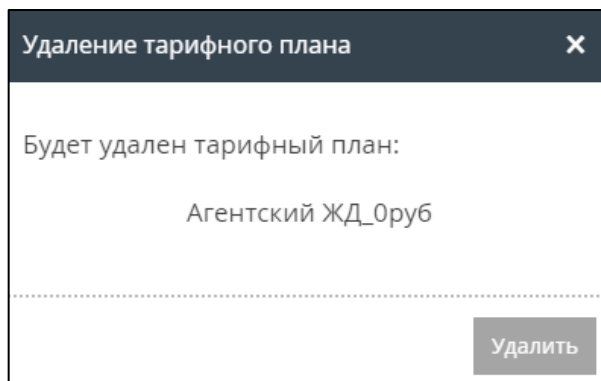 Удаление тарифного плана
Будет удален тарифный план:
Агентский ЖД_0руб
Удалить